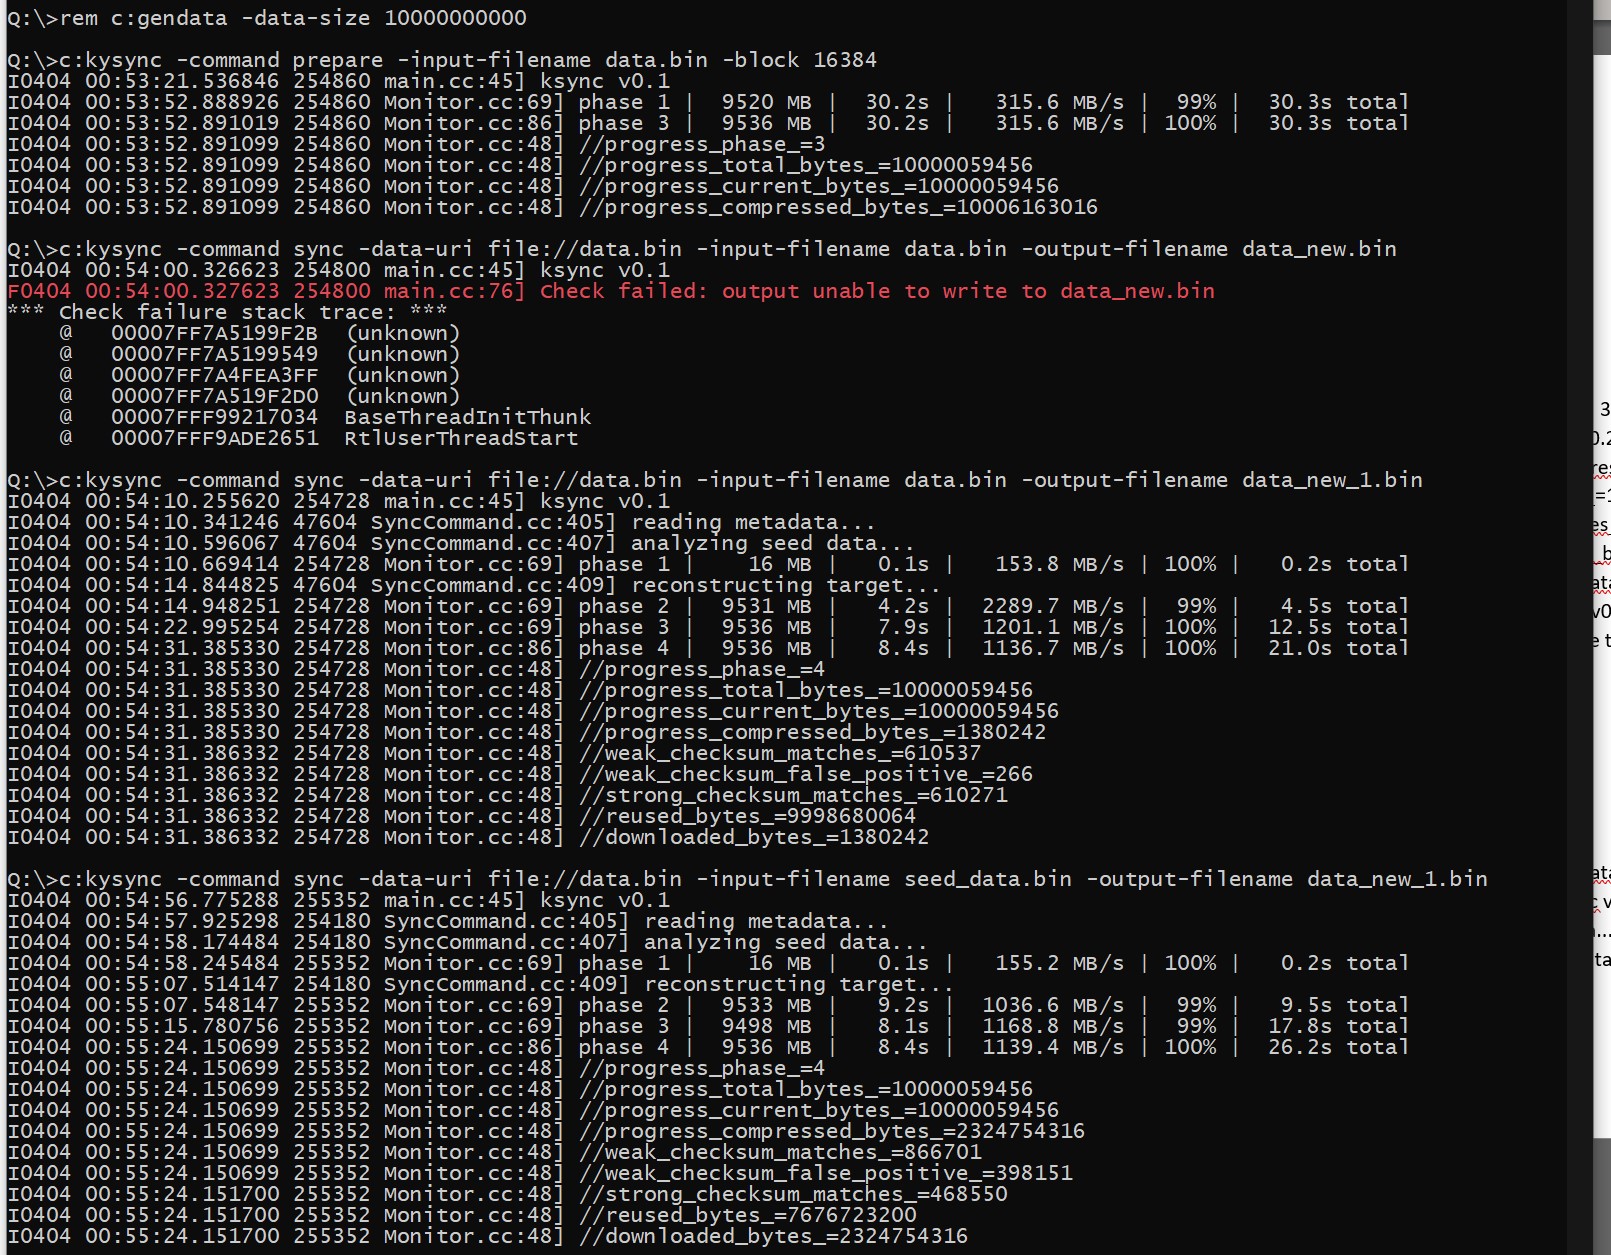 Q:\>rem c:gendata -data-size 10000000000
Q:\>c:kysync -command prepare -input-filename data.bin -block 16384
I0404 00:53:21.536846 254860 main.cc:45] ksync v0.1
I0404 00:53:52.888926 254860 Monitor.cc:69] phase 1 |  9520 MB |  30.2s |   315.6 MB/s |  99% |  30.3s total
I0404 00:53:52.891019 254860 Monitor.cc:86] phase 3 |  9536 MB |  30.2s |   315.6 MB/s | 100% |  30.3s total
I0404 00:53:52.891099 254860 Monitor.cc:48] //progress_phase_=3
I0404 00:53:52.891099 254860 Monitor.cc:48] //progress_total_bytes_=10000059456
I0404 00:53:52.891099 254860 Monitor.cc:48] //progress_current_bytes_=10000059456
I0404 00:53:52.891099 254860 Monitor.cc:48] //progress_compressed_bytes_=10006163016
Q:\>c:kysync -command sync -data-uri file://data.bin -input-filename data.bin -output-filename data_new.bin
I0404 00:54:00.326623 254800 main.cc:45] ksync v0.1
F0404 00:54:00.327623 254800 main.cc:76] Check failed: output unable to write to data_new.bin
*** Check failure stack trace: ***
    @   00007FF7A5199F2B  (unknown)
    @   00007FF7A5199549  (unknown)
    @   00007FF7A4FEA3FF  (unknown)
    @   00007FF7A519F2D0  (unknown)
    @   00007FFF99217034  BaseThreadInitThunk
    @   00007FFF9ADE2651  RtlUserThreadStart
Q:\>c:kysync -command sync -data-uri file://data.bin -input-filename data.bin -output-filename data_new_1.bin
I0404 00:54:10.255620 254728 main.cc:45] ksync v0.1
I0404 00:54:10.341246 47604 SyncCommand.cc:405] reading metadata...
I0404 00:54:10.596067 47604 SyncCommand.cc:407] analyzing seed data...
I0404 00:54:10.669414 254728 Monitor.cc:69] phase 1 |    16 MB |   0.1s |   153.8 MB/s | 100% |   0.2s total
I0404 00:54:14.844825 47604 SyncCommand.cc:409] reconstructing target...
I0404 00:54:14.948251 254728 Monitor.cc:69] phase 2 |  9531 MB |   4.2s |  2289.7 MB/s |  99% |   4.5s total
I0404 00:54:22.995254 254728 Monitor.cc:69] phase 3 |  9536 MB |   7.9s |  1201.1 MB/s | 100% |  12.5s total
I0404 00:54:31.385330 254728 Monitor.cc:86] phase 4 |  9536 MB |   8.4s |  1136.7 MB/s | 100% |  21.0s total
I0404 00:54:31.385330 254728 Monitor.cc:48] //progress_phase_=4
I0404 00:54:31.385330 254728 Monitor.cc:48] //progress_total_bytes_=10000059456
I0404 00:54:31.385330 254728 Monitor.cc:48] //progress_current_bytes_=10000059456
I0404 00:54:31.385330 254728 Monitor.cc:48] //progress_compressed_bytes_=1380242
I0404 00:54:31.386332 254728 Monitor.cc:48] //weak_checksum_matches_=610537
I0404 00:54:31.386332 254728 Monitor.cc:48] //weak_checksum_false_positive_=266
I0404 00:54:31.386332 254728 Monitor.cc:48] //strong_checksum_matches_=610271
I0404 00:54:31.386332 254728 Monitor.cc:48] //reused_bytes_=9998680064
I0404 00:54:31.386332 254728 Monitor.cc:48] //downloaded_bytes_=1380242
Q:\>c:kysync -command sync -data-uri file://data.bin -input-filename seed_data.bin -output-filename data_new_1.bin
I0404 00:54:56.775288 255352 main.cc:45] ksync v0.1
I0404 00:54:57.925298 254180 SyncCommand.cc:405] reading metadata...
I0404 00:54:58.174484 254180 SyncCommand.cc:407] analyzing seed data...
I0404 00:54:58.245484 255352 Monitor.cc:69] phase 1 |    16 MB |   0.1s |   155.2 MB/s | 100% |   0.2s total
I0404 00:55:07.514147 254180 SyncCommand.cc:409] reconstructing target...
I0404 00:55:07.548147 255352 Monitor.cc:69] phase 2 |  9533 MB |   9.2s |  1036.6 MB/s |  99% |   9.5s total
I0404 00:55:15.780756 255352 Monitor.cc:69] phase 3 |  9498 MB |   8.1s |  1168.8 MB/s |  99% |  17.8s total
I0404 00:55:24.150699 255352 Monitor.cc:86] phase 4 |  9536 MB |   8.4s |  1139.4 MB/s | 100% |  26.2s total
I0404 00:55:24.150699 255352 Monitor.cc:48] //progress_phase_=4
I0404 00:55:24.150699 255352 Monitor.cc:48] //progress_total_bytes_=10000059456
I0404 00:55:24.150699 255352 Monitor.cc:48] //progress_current_bytes_=10000059456
I0404 00:55:24.150699 255352 Monitor.cc:48] //progress_compressed_bytes_=2324754316
I0404 00:55:24.150699 255352 Monitor.cc:48] //weak_checksum_matches_=866701
I0404 00:55:24.150699 255352 Monitor.cc:48] //weak_checksum_false_positive_=398151
I0404 00:55:24.151700 255352 Monitor.cc:48] //strong_checksum_matches_=468550
I0404 00:55:24.151700 255352 Monitor.cc:48] //reused_bytes_=7676723200
I0404 00:55:24.151700 255352 Monitor.cc:48] //downloaded_bytes_=2324754316